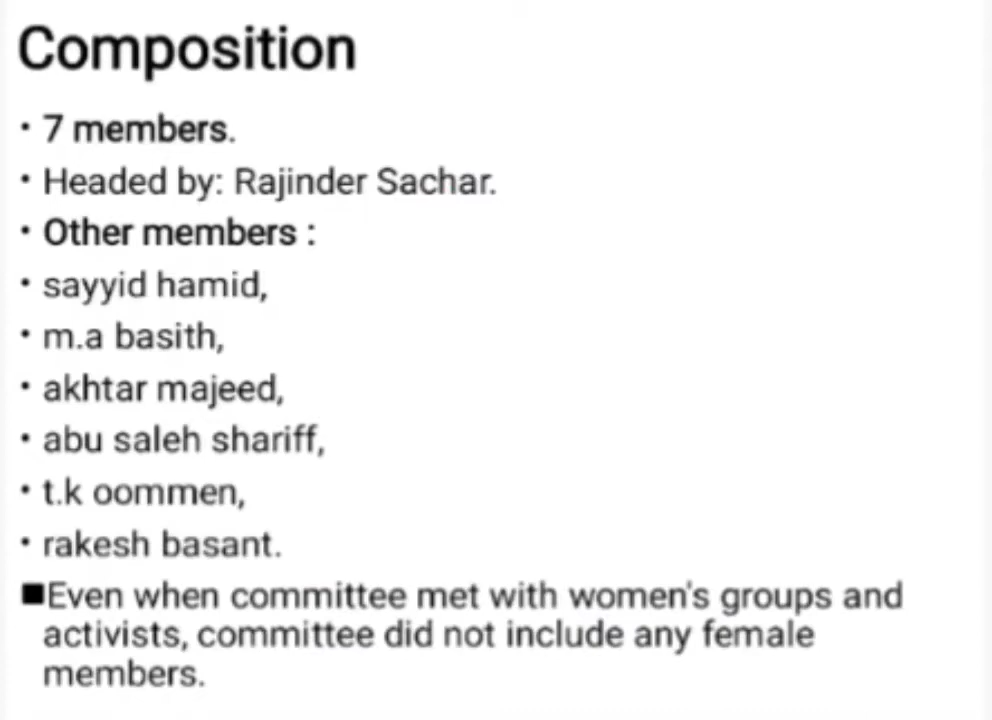 Composition
• 7 members.
• Headed by: Rajinder Sachar.
• Other members :
• sayyid hamid,
• m.a basith,
• akhtar majeed,
• abu saleh shariff,
• t.k oommen,
• rakesh basant.
■Even when committee met with women's groups and
activists, committee did not include any female
members.